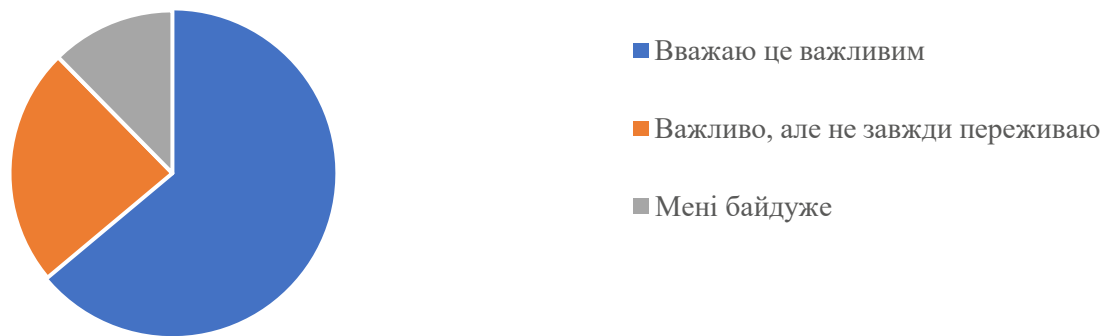 Вважаю це важливим
Важливо, але не завжди переживаю
Мені байдуже